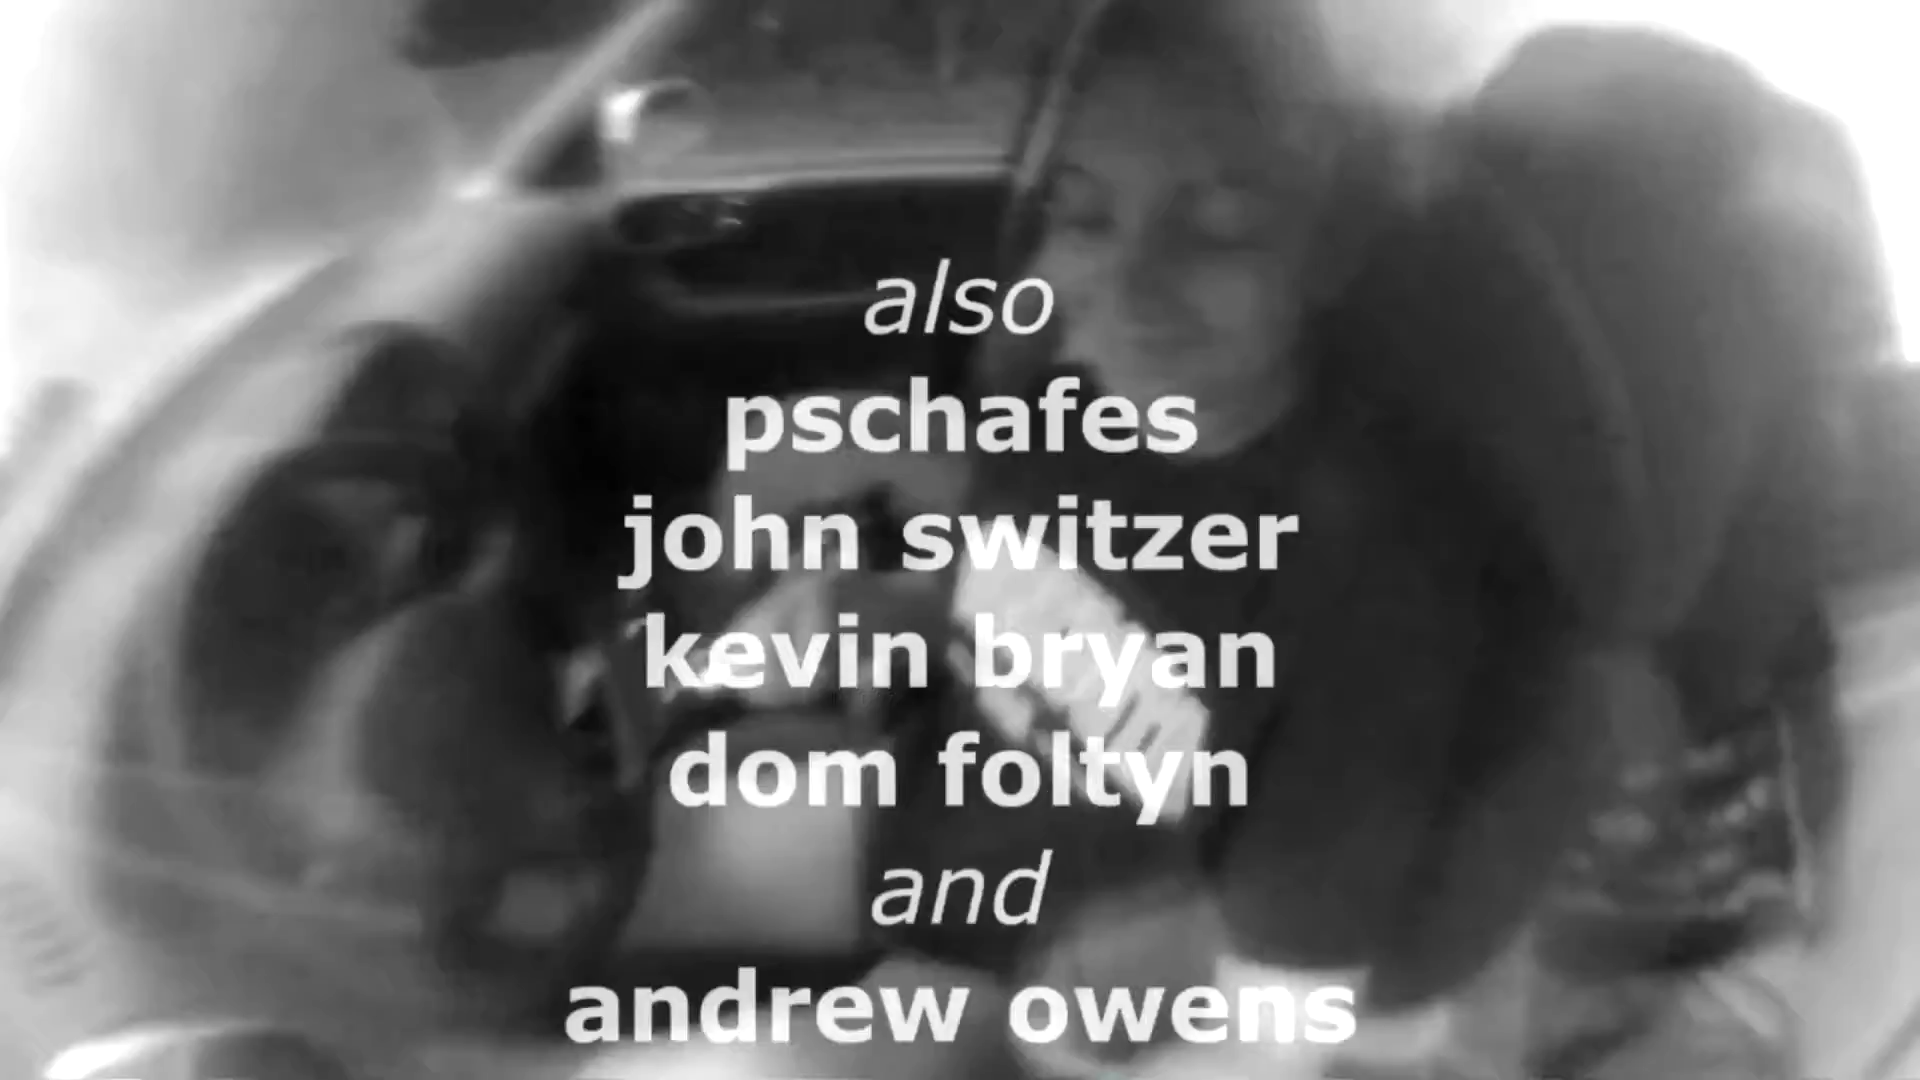 also
pschafes
john switzer
kevin bryan
dom foltyn
and
andrew owens